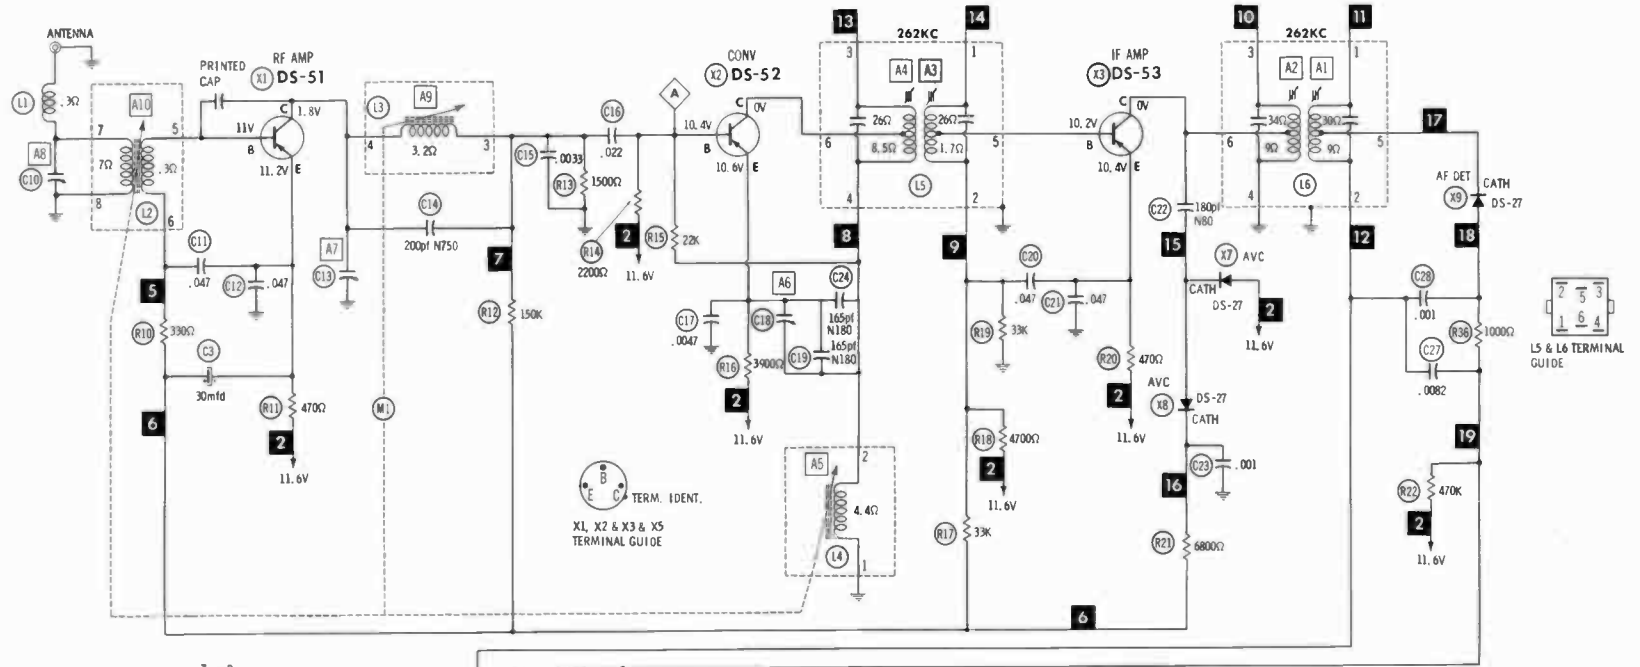 ANTENNA
L1
.3Ω
A8
C10
7
7Ω
8
A10
5
.3Ω
L2
6
PRINTED
CAP
RF AMP
X1 DS-51
C
1.8V
11V
B
11.2V
E
C11
.047
C12
.047
5
R10
330Ω
C3
30mfd
6
R11
470Ω
2
11.6V
L3
A9
4
3.2Ω
3
C14
200pf N750
A7
C13
7
R12
150K
M1
C15
.0033
R13
1500Ω
C16
.022
R14
2200Ω
2
11.6V
R15
22K
A
CONV
X2 DS-52
C
0V
10.4V
B
10.6V
E
C17
.0047
A6
C18
C24
165pf
N180
C19
165pf
N180
R16
3900Ω
2
11.6V
B
E C
TERM. IDENT.
X1, X2 & X3 & X5
TERMINAL GUIDE
A5
2
4.4Ω
L4
1
13
14
262KC
3
1
A4
A3
26Ω
26Ω
6
8.5Ω
1.7Ω
5
L5
4
2
8
9
C20
.047
C21
.047
R19
33K
R18
4700Ω
2
11.6V
R17
33K
IF AMP
X3 DS-53
C
0V
10.2V
B
10.4V
E
R20
470Ω
2
11.6V
C22
180pf
N80
15
X7 AVC
CATH
DS-27
2
11.6V
AVC
X8
DS-27
CATH
C23
.001
16
R21
6800Ω
6
10
11
262KC
3
1
A2
A1
34Ω
30Ω
6
9Ω
9Ω
5
L6
4
2
12
17
AF DET
X9
CATH
DS-27
18
C28
.001
R36
1000Ω
C27
.0082
19
R22
470K
2
11.6V
2 5 3
1 6 4
L5 & L6 TERMINAL
GUIDE